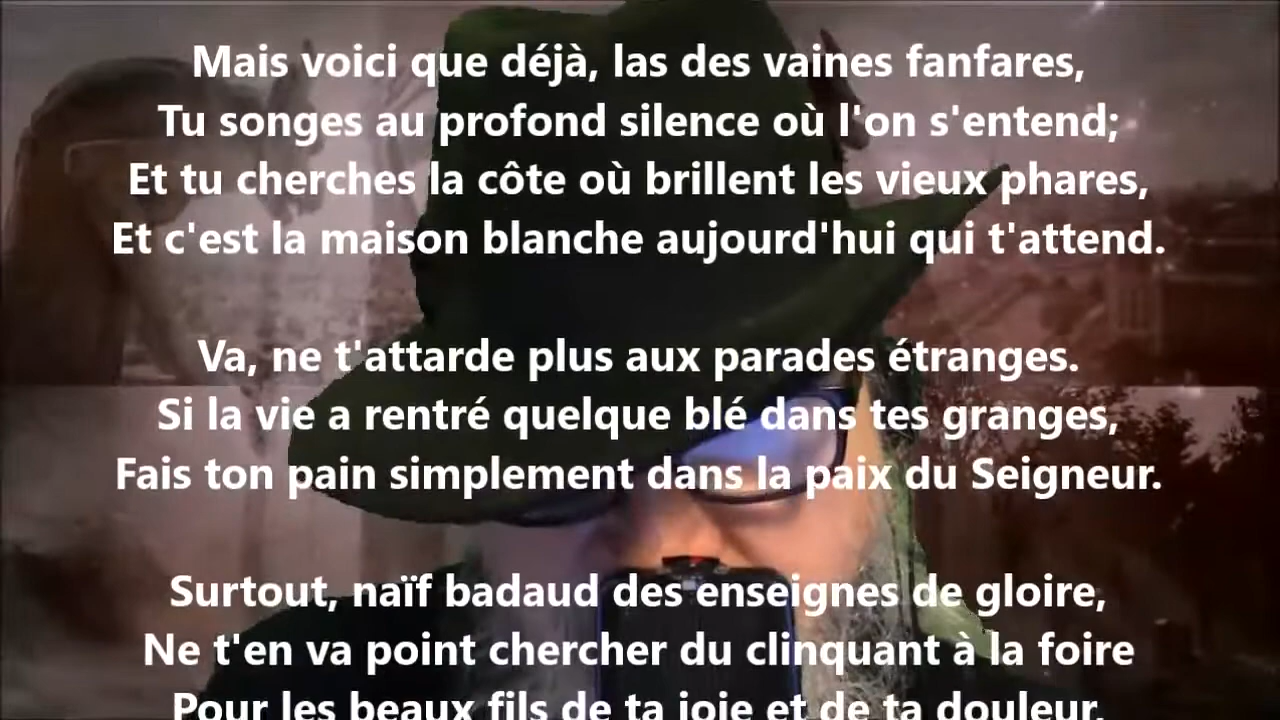 Mais voici que déjà, las des vaines fanfares,
Tu songes au profond silence où l'on s'entend;
Et tu cherches la côte où brillent les vieux phares,
Et c'est la maison blanche aujourd'hui qui t'attend.
Va, ne t'attarde plus aux parades étranges.
Si la vie a rentré quelque blé dans tes granges,
Fais ton pain simplement dans la paix du Seigneur.
Surtout, naïf badaud des enseignes de gloire,
Ne t'en va point chercher du clinquant à la foire
Pour les beaux fils de ta joie et de ta douleur.